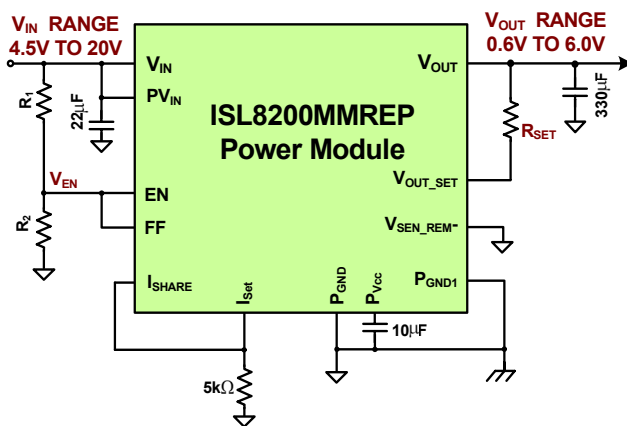 VIN RANGE
4.5V TO 20V
VOUT RANGE
0.6V TO 6.0V
VIN
PVIN
VOUT
R1
22µF
ISL8200MMREP
Power Module
RSET
330µF
VEN
EN
FF
VOUT_SET
R2
VSEN_REM-
ISHARE
ISet
PGND
PVcc
PGND1
10µF
5kΩ